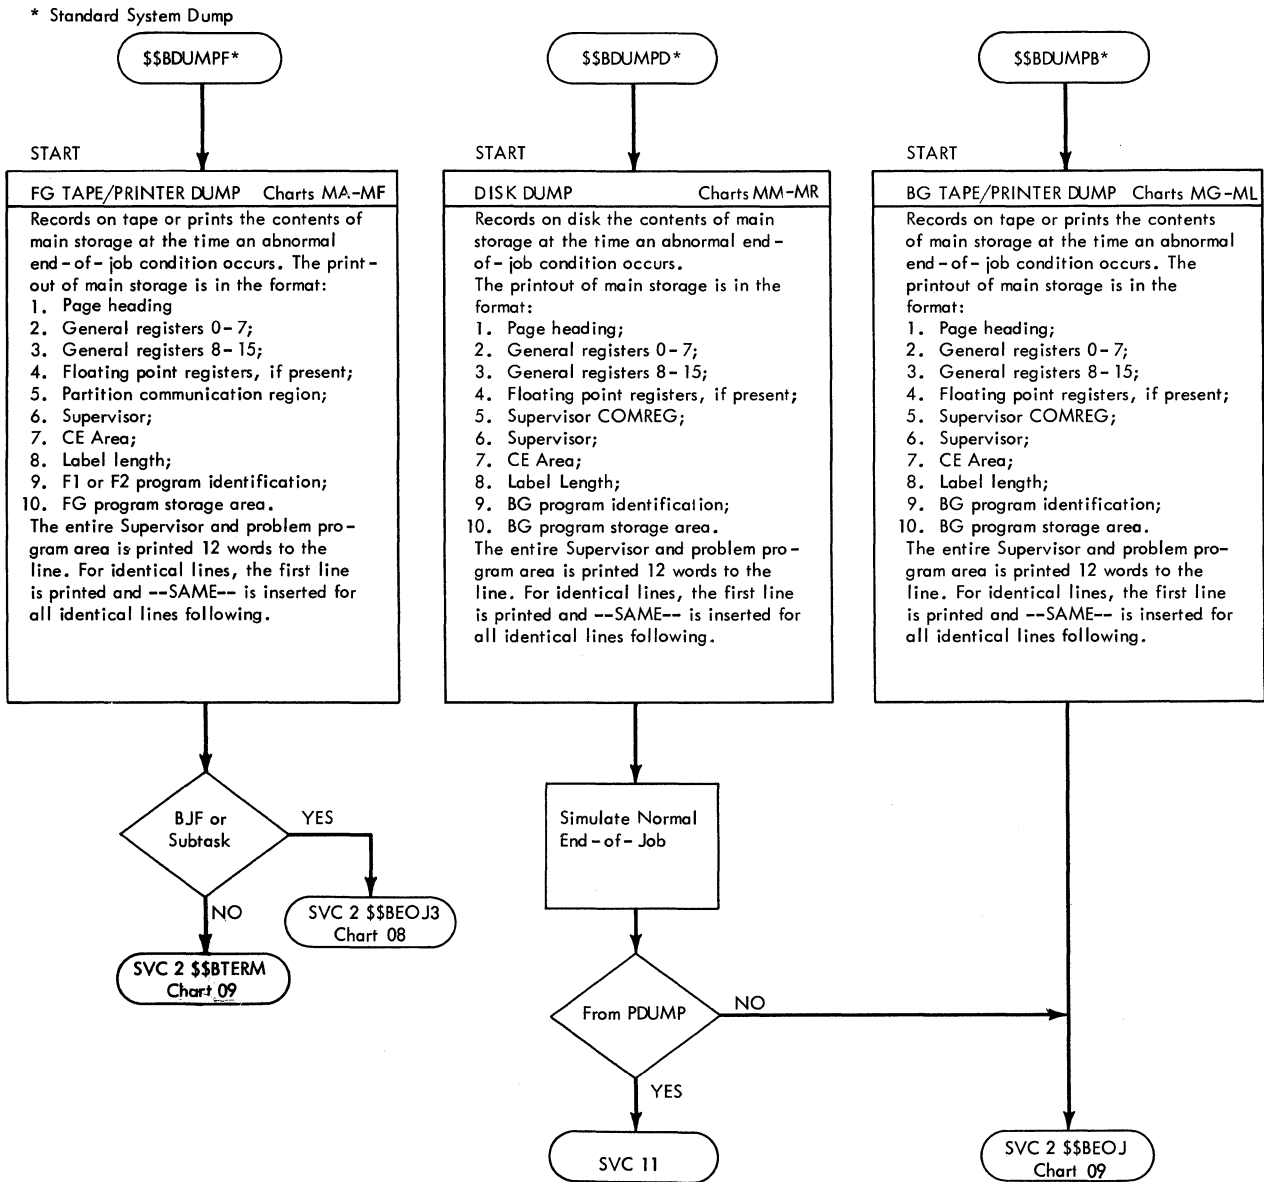 * Standard System Dump
$$BDUMPF*
START
FG TAPE/PRINTER DUMP Charts MA-MF
Records on tape or prints the contents of
main storage at the time an abnormal
end-of-job condition occurs. The print-
out of main storage is in the format:
1. Page heading
2. General registers 0-7;
3. General registers 8-15;
4. Floating point registers, if present;
5. Partition communication region;
6. Supervisor;
7. CE Area;
8. Label length;
9. F1 or F2 program identification;
10. FG program storage area.
The entire Supervisor and problem pro-
gram area is printed 12 words to the
line. For identical lines, the first line
is printed and --SAME-- is inserted for
all identical lines following.
BJF or
Subtask
YES
NO
SVC 2 $$BEOJ3
Chart 08
SVC 2 $$BTERM
Chart 09
$$BDUMPD*
START
DISK DUMP Charts MM-MR
Records on disk the contents of main
storage at the time an abnormal end-
of-job condition occurs.
The printout of main storage is in the
format:
1. Page heading;
2. General registers 0-7;
3. General registers 8-15;
4. Floating point registers, if present;
5. Supervisor COMREG;
6. Supervisor;
7. CE Area;
8. Label Length;
9. BG program identification;
10. BG program storage area.
The entire Supervisor and problem pro-
gram area is printed 12 words to the
line. For identical lines, the first line
is printed and --SAME-- is inserted for
all identical lines following.
Simulate Normal
End-of-Job
From PDUMP
NO
YES
SVC 11
$$BDUMPB*
START
BG TAPE/PRINTER DUMP Charts MG-ML
Records on tape or prints the contents
of main storage at the time an abnormal
end-of-job condition occurs. The
printout of main storage is in the
format:
1. Page heading;
2. General registers 0-7;
3. General registers 8-15;
4. Floating point registers, if present;
5. Supervisor COMREG;
6. Supervisor;
7. CE Area;
8. Label length;
9. BG program identification;
10. BG program storage area.
The entire Supervisor and problem pro-
gram area is printed 12 words to the
line. For identical lines, the first line
is printed and --SAME-- is inserted for
all identical lines following.
SVC 2 $$BEOJ
Chart 09